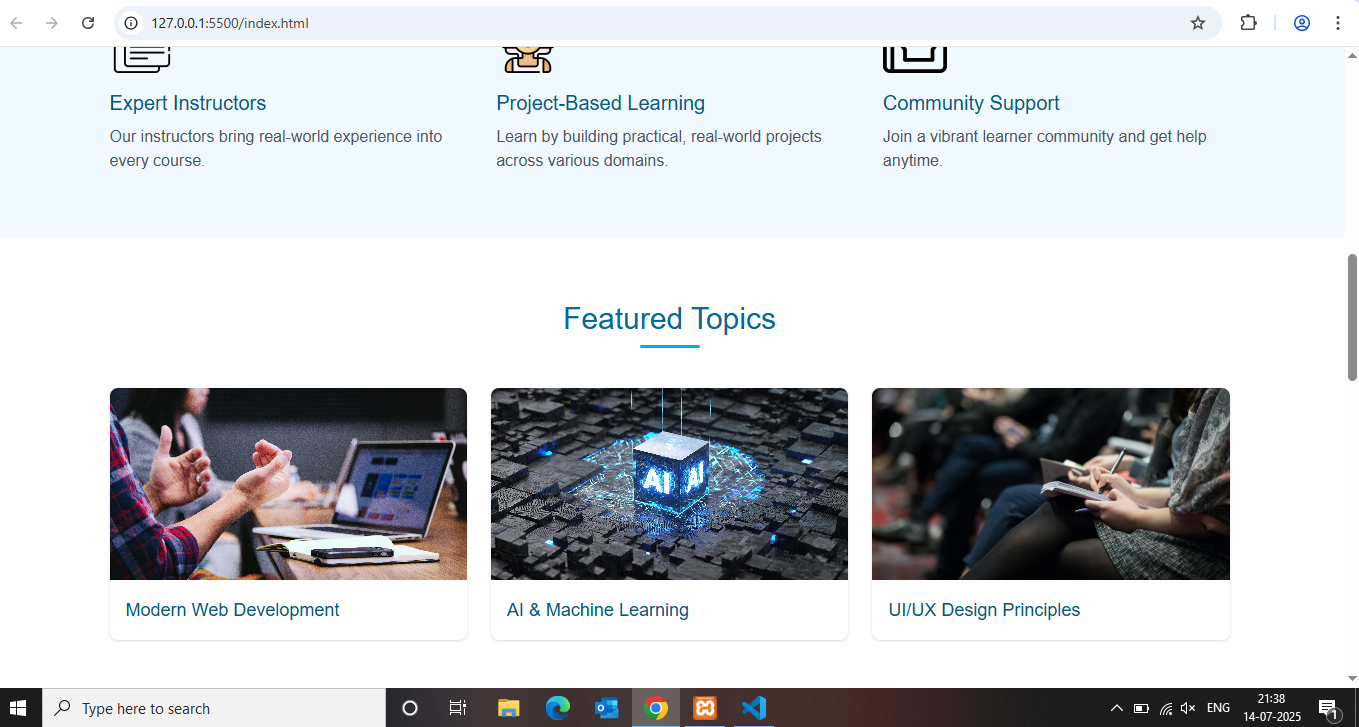 127.0.0.1:5500/index.html
Expert Instructors
Our instructors bring real-world experience into
every course.
Project-Based Learning
Learn by building practical, real-world projects
across various domains.
Community Support
Join a vibrant learner community and get help
anytime.
Featured Topics
AI AI
Modern Web Development
AI & Machine Learning
UI/UX Design Principles
Type here to search
ENG
21:38
14-07-2025
1